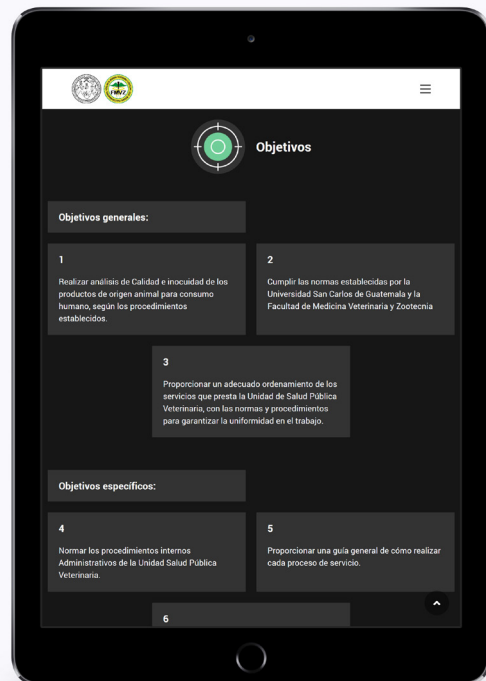 FMVZ
Objetivos
Objetivos generales:
1
Realizar análisis de Calidad e inocuidad de los
productos de origen animal para consumo
humano, según los procedimientos
establecidos.
2
Cumplir las normas establecidas por la
Universidad San Carlos de Guatemala y la
Facultad de Medicina Veterinaria y Zootecnia
3
Proporcionar un adecuado ordenamiento de los
servicios que presta la Unidad de Salud Pública
Veterinaria, con las normas y procedimientos
para garantizar la uniformidad en el trabajo.
Objetivos específicos:
4
Normar los procedimientos internos
Administrativos de la Unidad Salud Pública
Veterinaria.
5
Proporcionar una guía general de cómo realizar
cada proceso de servicio.
6